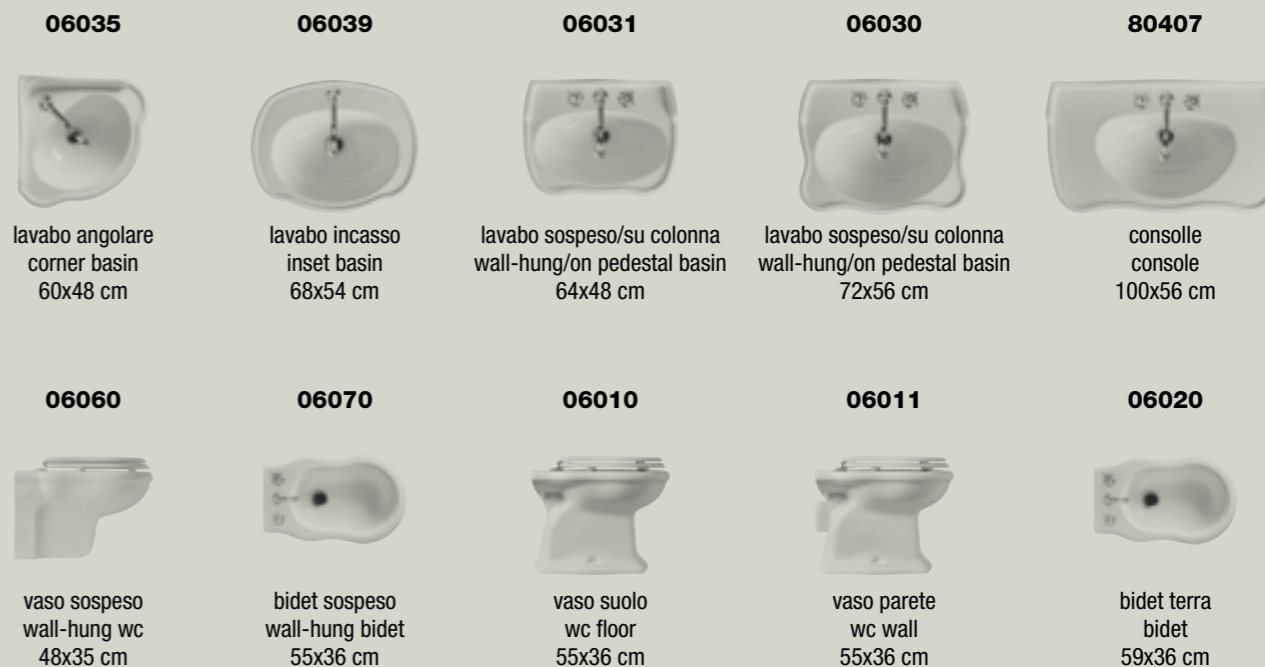 06035
lavabo angolare
corner basin
60x48 cm
06039
lavabo incasso
inset basin
68x54 cm
06031
lavabo sospeso/su colonna
wall-hung/on pedestal basin
64x48 cm
06030
lavabo sospeso/su colonna
wall-hung/on pedestal basin
72x56 cm
80407
consolle
console
100x56 cm
06060
vaso sospeso
wall-hung wc
48x35 cm
06070
bidet sospeso
wall-hung bidet
55x36 cm
06010
vaso suolo
wc floor
55x36 cm
06011
vaso parete
wc wall
55x36 cm
06020
bidet terra
bidet
59x36 cm